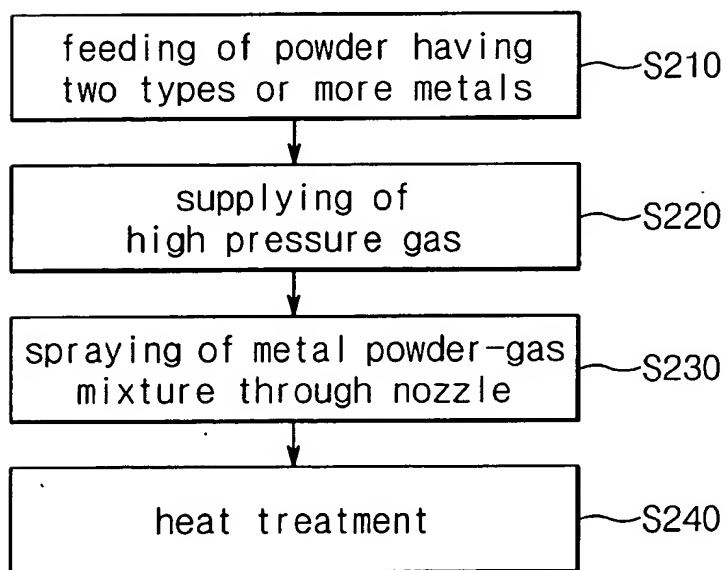 feeding of powder having
two types or more metals
S210
supplying of
high pressure gas
S220
spraying of metal powder-gas
mixture through nozzle
S230
heat treatment
S240